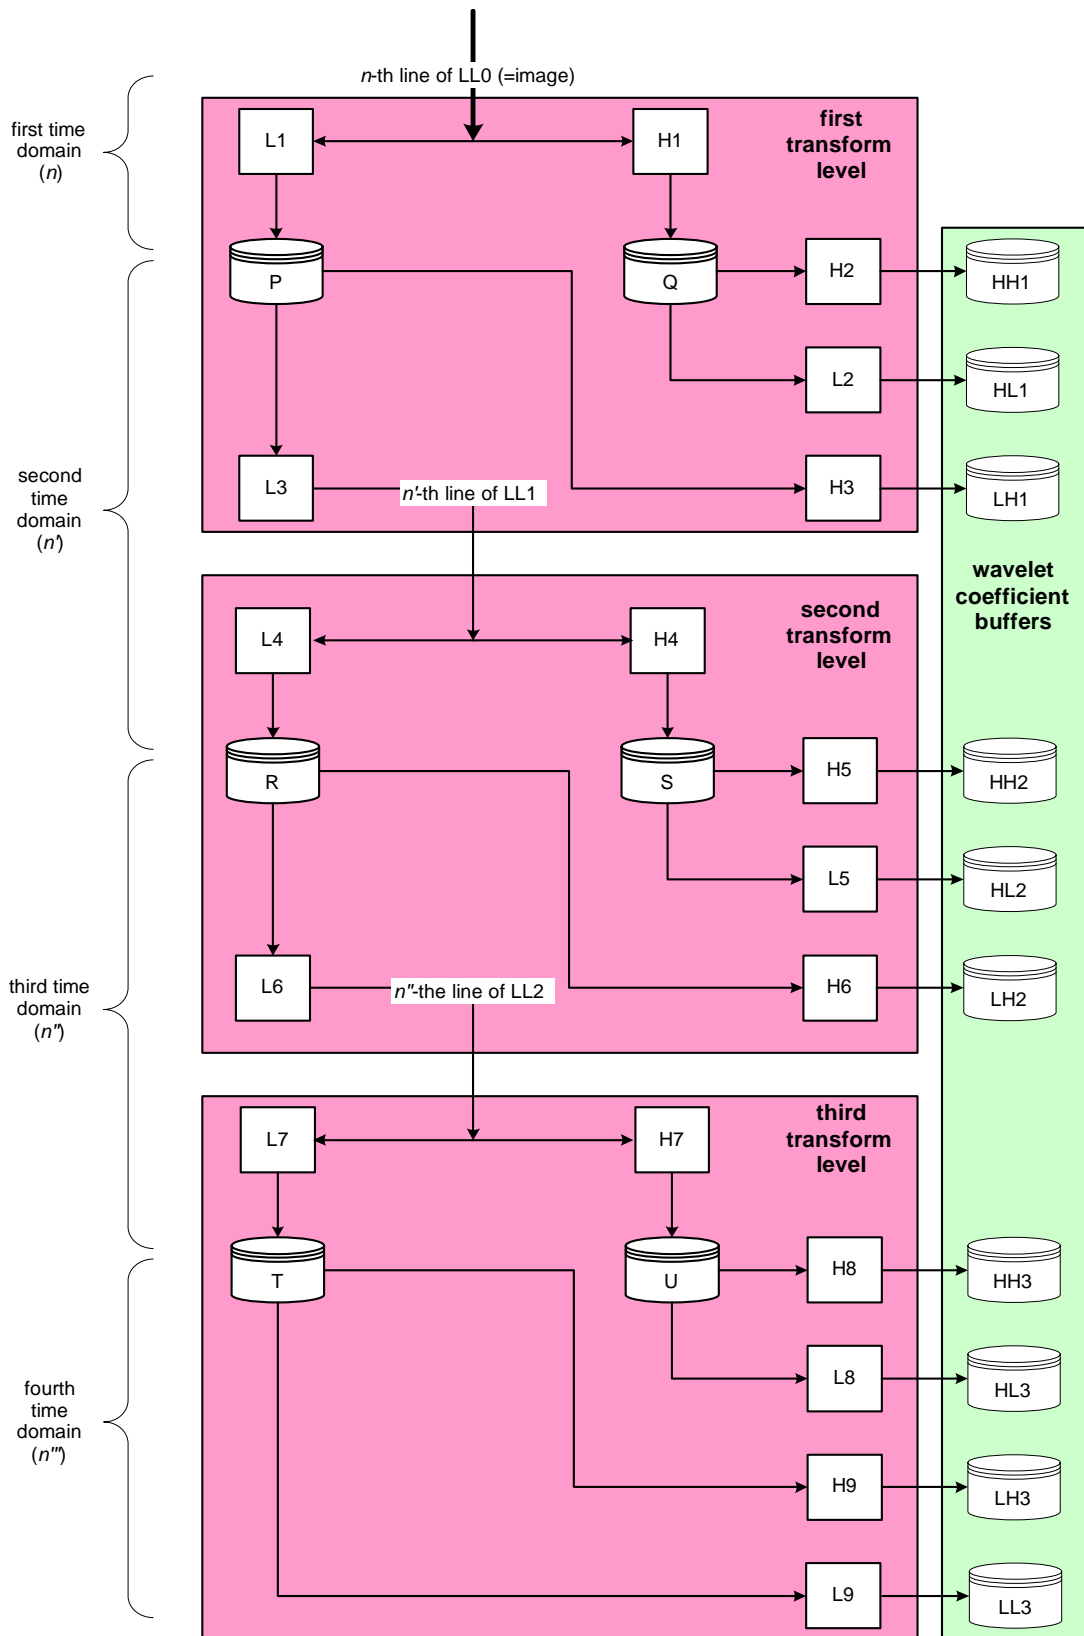 n-th line of LL0 (=image)
first time
domain
(n)
L1
H1
first
transform
level
P
Q
H2
HH1
L2
HL1
second
time
domain
(n')
L3
n'-th line of LL1
H3
LH1
wavelet
coefficient
buffers
L4
H4
second
transform
level
R
S
H5
HH2
L5
HL2
third time
domain
(n")
L6
n"-the line of LL2
H6
LH2
L7
H7
third
transform
level
T
U
H8
HH3
L8
HL3
fourth
time
domain
(n''')
H9
LH3
L9
LL3